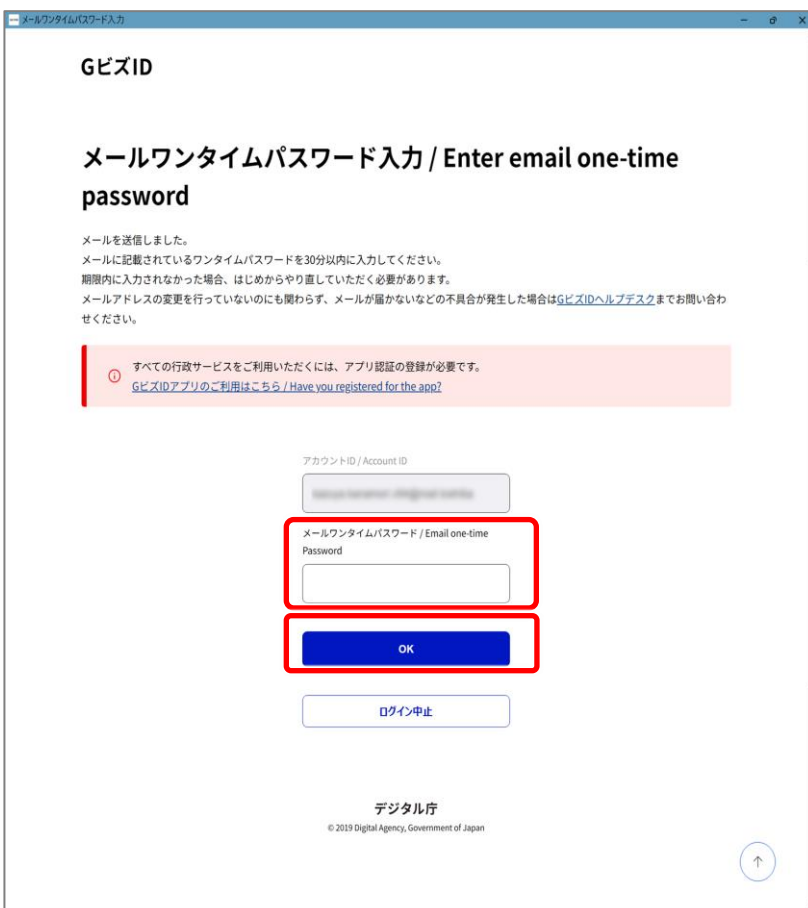 メールワンタイムパスワード入力
GビズID
メールワンタイムパスワード入力 / Enter email one-time
password
メールを送信しました。
メールに記載されているワンタイムパスワードを30分以内に入力してください。
期限内に入力されなかった場合、はじめからやり直していただく必要があります。
メールアドレスの変更を行っていないのにも関わらず、メールが届かないなどの不具合が発生した場合はGビズIDヘルプデスクまでお問い合わ
せください。
すべての行政サービスをご利用いただくには、アプリ認証の登録が必要です。
GビズIDアプリのご利用はこちら / Have you registered for the app?
アカウントID / Account ID
メールワンタイムパスワード / Email one-time
Password
OK
ログイン中止
デジタル庁
© 2019 Digital Agency, Government of Japan